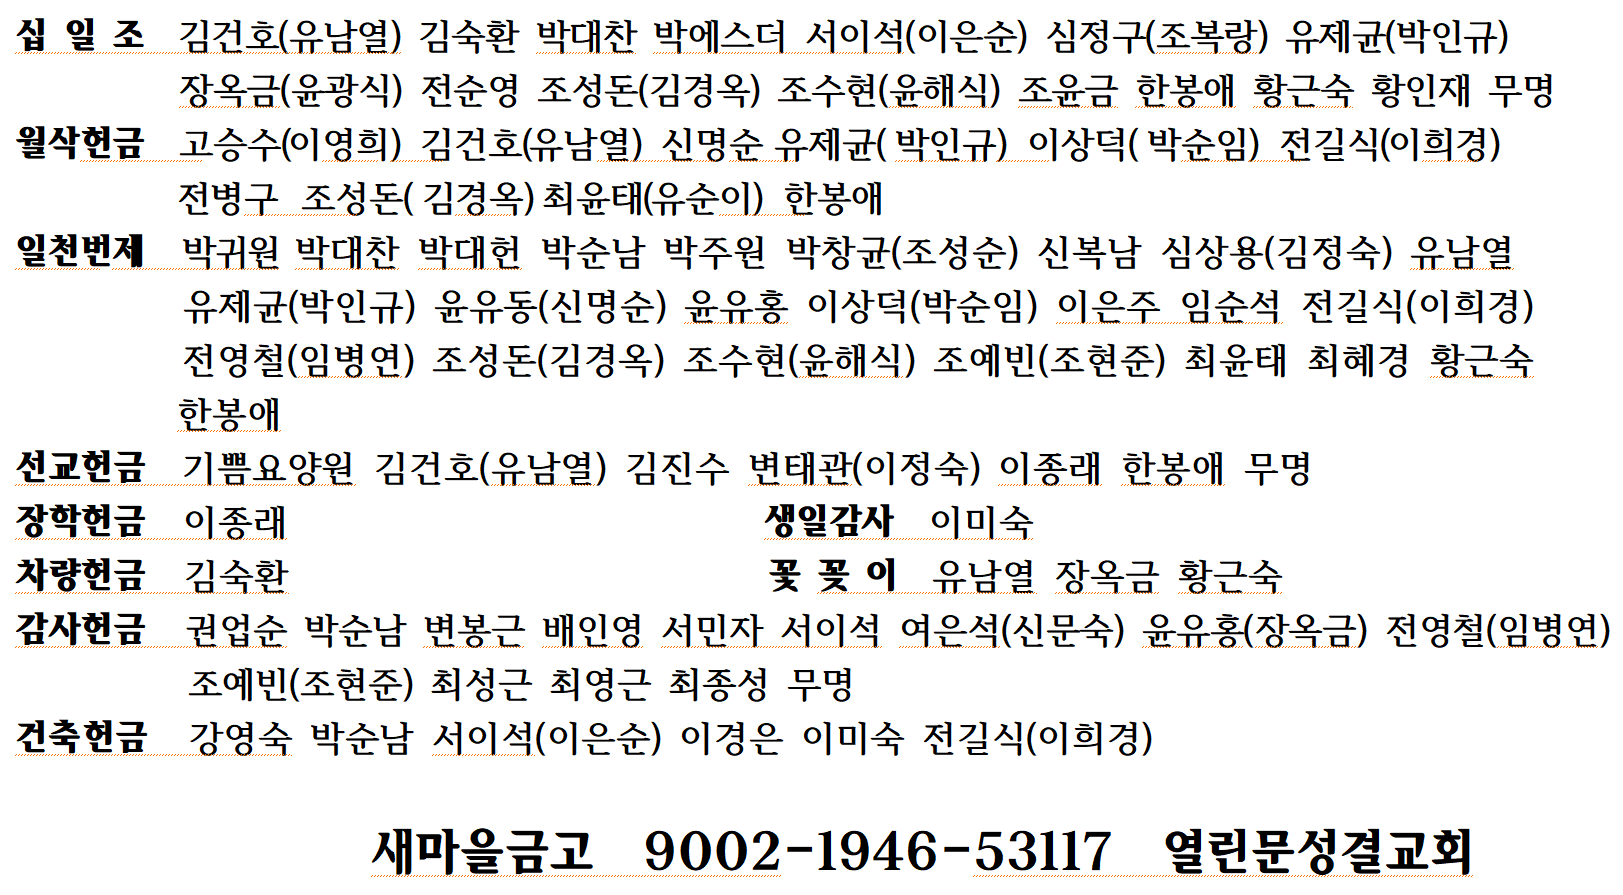 십 일 조 김건호(유남열) 김숙환 박대찬 박에스더 서이석(이은순) 심정구(조복랑) 유제균(박인규)
장옥금(윤광식) 전순영 조성돈(김경옥) 조수현(윤해식) 조윤금 한봉애 황근숙 황인재 무명
월삭헌금 고승수(이영희) 김건호(유남열) 신명순 유제균( 박인규) 이상덕( 박순임) 전길식(이희경)
전병구 조성돈( 김경옥) 최윤태(유순이) 한봉애
일천번제 박귀원 박대찬 박대헌 박순남 박주원 박창균(조성순) 신복남 심상용(김정숙) 유남열
유제균(박인규) 윤유동(신명순) 윤유홍 이상덕(박순임) 이은주 임순석 전길식(이희경)
전영철(임병연) 조성돈(김경옥) 조수현(윤해식) 조예빈(조현준) 최윤태 최혜경 황근숙
한봉애
선교헌금 기쁨요양원 김건호(유남열) 김진수 변태관(이정숙) 이종래 한봉애 무명
장학헌금 이종래 생일감사 이미숙
차량헌금 김숙환 꽃 꽂 이 유남열 장옥금 황근숙
감사헌금 권업순 박순남 변봉근 배인영 서민자 서이석 여은석(신문숙) 윤유홍(장옥금) 전영철(임병연)
조예빈(조현준) 최성근 최영근 최종성 무명
건축헌금 강영숙 박순남 서이석(이은순) 이경은 이미숙 전길식(이희경)
새마을금고 9002-1946-53117 열린문성결교회